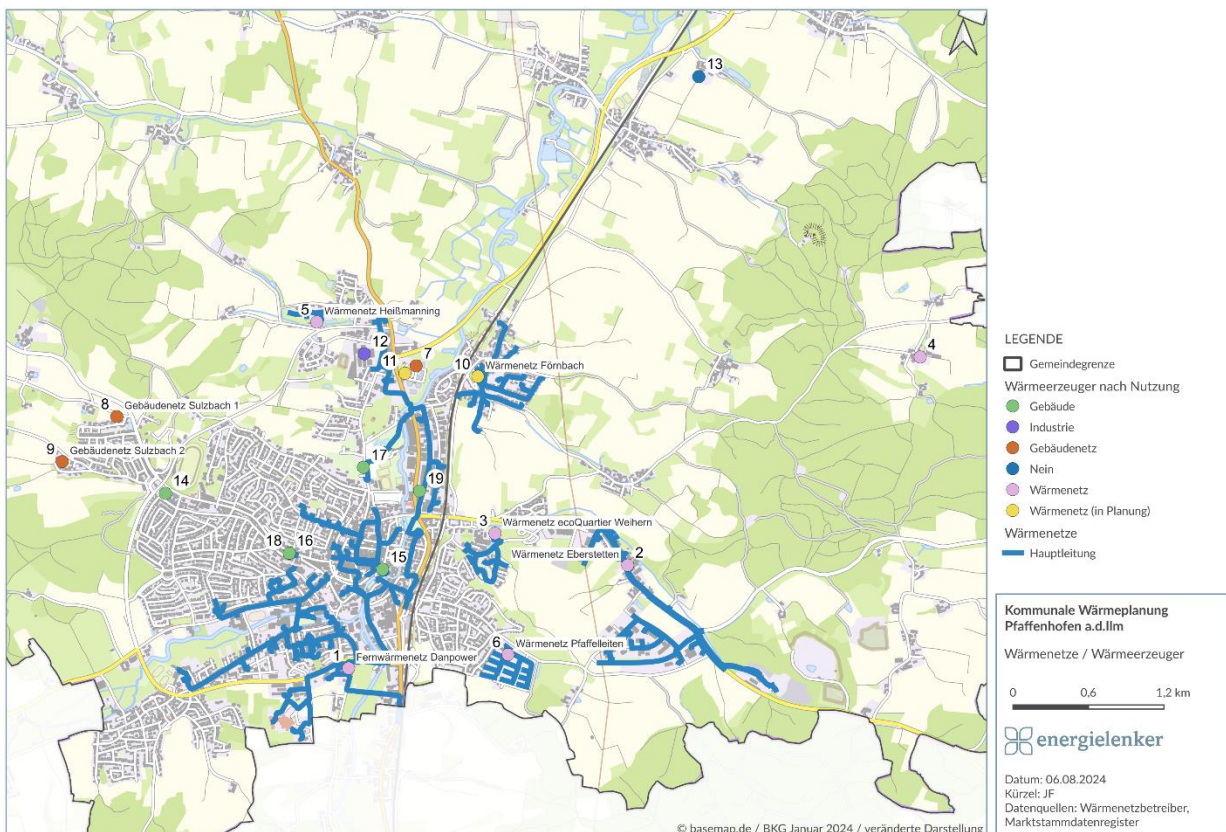 13
5
Wärmenetz Heißmanning
12
11
7
10
Wärmenetz Förnbach
4
8
Gebäudenetz Sulzbach 1
9
Gebäudenetz Sulzbach 2
17
14
19
3
Wärmenetz ecoQuartier Weihern
18
16
15
Wärmenetz Eberstetten
2
6
Wärmenetz Pfaffelleiten
1
Fernwärmenetz Danpower
© basemap.de / BKG Januar 2024 / veränderte Darstellung
LEGENDE
Gemeindegrenze
Wärmeerzeuger nach Nutzung
Gebäude
Industrie
Gebäudenetz
Nein
Wärmenetz
Wärmenetz (in Planung)
Wärmenetze
Hauptleitung
Kommunale Wärmeplanung
Pfaffenhofen a.d.Ilm
Wärmenetze / Wärmeerzeuger
0 0,6 1,2 km
energielenker
Datum: 06.08.2024
Kürzel: JF
Datenquellen: Wärmenetzbetreiber,
Marktstammdatenregister